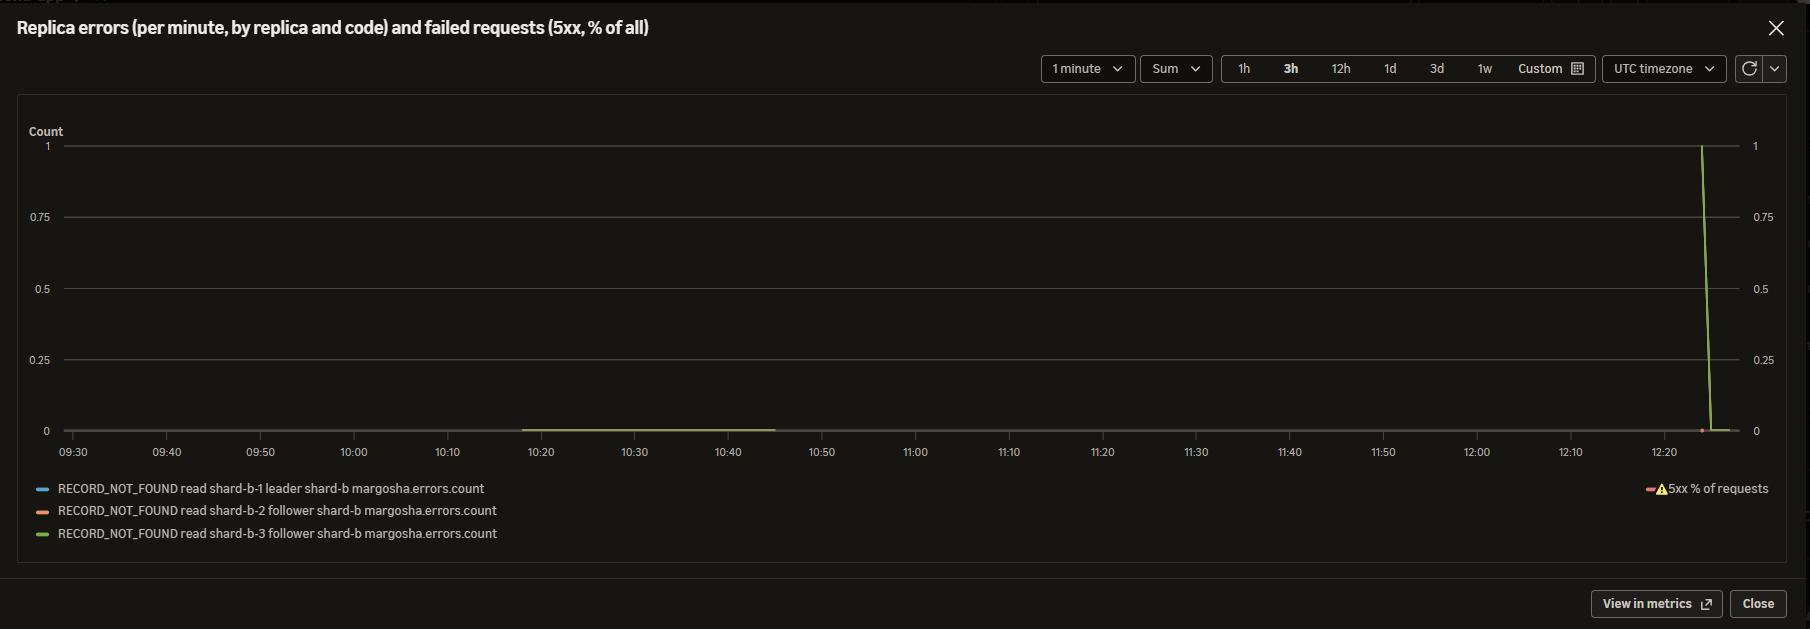 Replica errors (per minute, by replica and code) and failed requests (5xx, % of all)
1 minute Sum 1h 3h 12h 1d 3d 1w Custom UTC timezone
Count
1 1
0.75 0.75
0.5 0.5
0.25 0.25
0 0
09:30 09:40 09:50 10:00 10:10 10:20 10:30 10:40 10:50 11:00 11:10 11:20 11:30 11:40 11:50 12:00 12:10 12:20
RECORD_NOT_FOUND read shard-b-1 leader shard-b margosha.errors.count 5xx % of requests
RECORD_NOT_FOUND read shard-b-2 follower shard-b margosha.errors.count
RECORD_NOT_FOUND read shard-b-3 follower shard-b margosha.errors.count
View in metrics Close